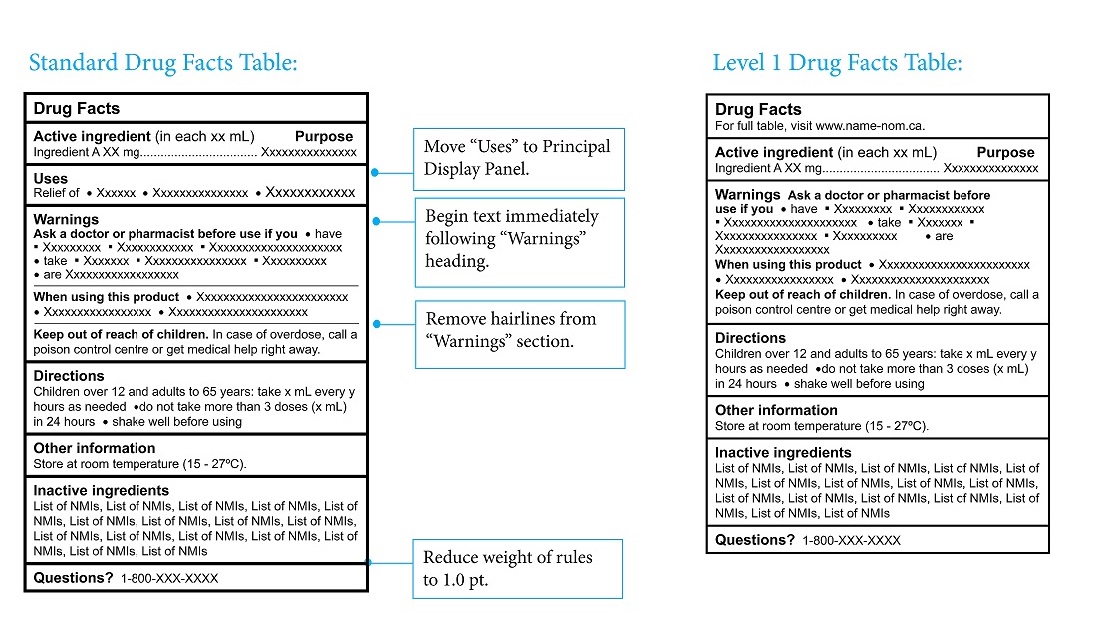 Standard Drug Facts Table:
Drug Facts
Active ingredient (in each xx mL) Purpose
Ingredient A XX mg................................... Xxxxxxxxxxxxxxx
Uses
Relief of • Xxxxxx • Xxxxxxxxxxxxxxx • Xxxxxxxxxxxx
Warnings
Ask a doctor or pharmacist before use if you • have
▪ Xxxxxxxxx ▪ Xxxxxxxxxxxx ▪ Xxxxxxxxxxxxxxxxxxxxx
• take ▪ Xxxxxxx ▪ Xxxxxxxxxxxxxxxx ▪ Xxxxxxxxxx
• are Xxxxxxxxxxxxxxxxxx
When using this product • Xxxxxxxxxxxxxxxxxxxxxxxx
• Xxxxxxxxxxxxxxxxx • Xxxxxxxxxxxxxxxxxxxxxx
Keep out of reach of children. In case of overdose, call a
poison control centre or get medical help right away.
Directions
Children over 12 and adults to 65 years: take x mL every y
hours as needed •do not take more than 3 doses (x mL)
in 24 hours • shake well before using
Other information
Store at room temperature (15 - 27ºC).
Inactive ingredients
List of NMIs, List of NMIs, List of NMIs, List of NMIs, List of
NMIs, List of NMIs, List of NMIs, List of NMIs, List of NMIs,
List of NMIs, List of NMIs, List of NMIs, List of NMIs, List of
NMIs, List of NMIs, List of NMIs
Questions? 1-800-XXX-XXXX
Move “Uses” to Principal
Display Panel.
Begin text immediately
following “Warnings”
heading.
Remove hairlines from
“Warnings” section.
Reduce weight of rules
to 1.0 pt.
Level 1 Drug Facts Table:
Drug Facts
For full table, visit www.name-nom.ca.
Active ingredient (in each xx mL) Purpose
Ingredient A XX mg................................... Xxxxxxxxxxxxxxx
Warnings Ask a doctor or pharmacist before
use if you • have ▪ Xxxxxxxxx ▪ Xxxxxxxxxxxx
▪ Xxxxxxxxxxxxxxxxxxxxx • take ▪ Xxxxxxx ▪
Xxxxxxxxxxxxxxxx ▪ Xxxxxxxxxx • are
Xxxxxxxxxxxxxxxxxx
When using this product • Xxxxxxxxxxxxxxxxxxxxxxxx
• Xxxxxxxxxxxxxxxxx • Xxxxxxxxxxxxxxxxxxxxxx
Keep out of reach of children. In case of overdose, call a
poison control centre or get medical help right away.
Directions
Children over 12 and adults to 65 years: take x mL every y
hours as needed •do not take more than 3 doses (x mL)
in 24 hours • shake well before using
Other information
Store at room temperature (15 - 27ºC).
Inactive ingredients
List of NMIs, List of NMIs, List of NMIs, List of NMIs, List of
NMIs, List of NMIs, List of NMIs, List of NMIs, List of NMIs,
List of NMIs, List of NMIs, List of NMIs, List of NMIs, List of
NMIs, List of NMIs, List of NMIs
Questions? 1-800-XXX-XXXX